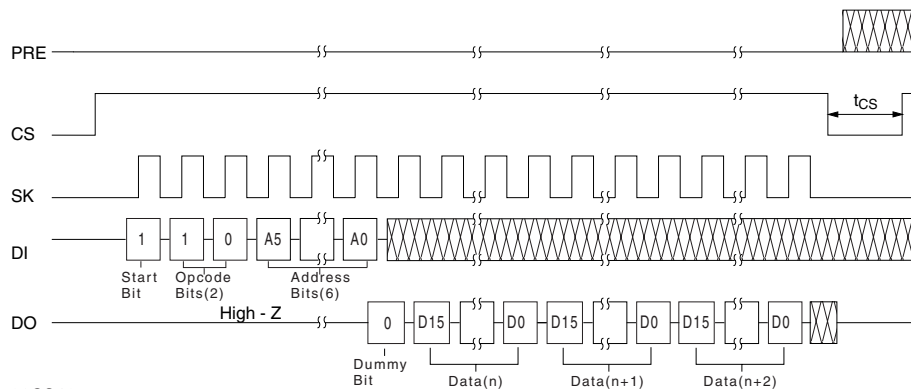 PRE
CS
tCS
SK
DI
1 1 0 A5 A0
Start Bit
Opcode Bits(2)
Address Bits(6)
DO
High - Z
0 D15 D0 D15 D0 D15 D0
Dummy Bit
Data(n)
Data(n+1)
Data(n+2)